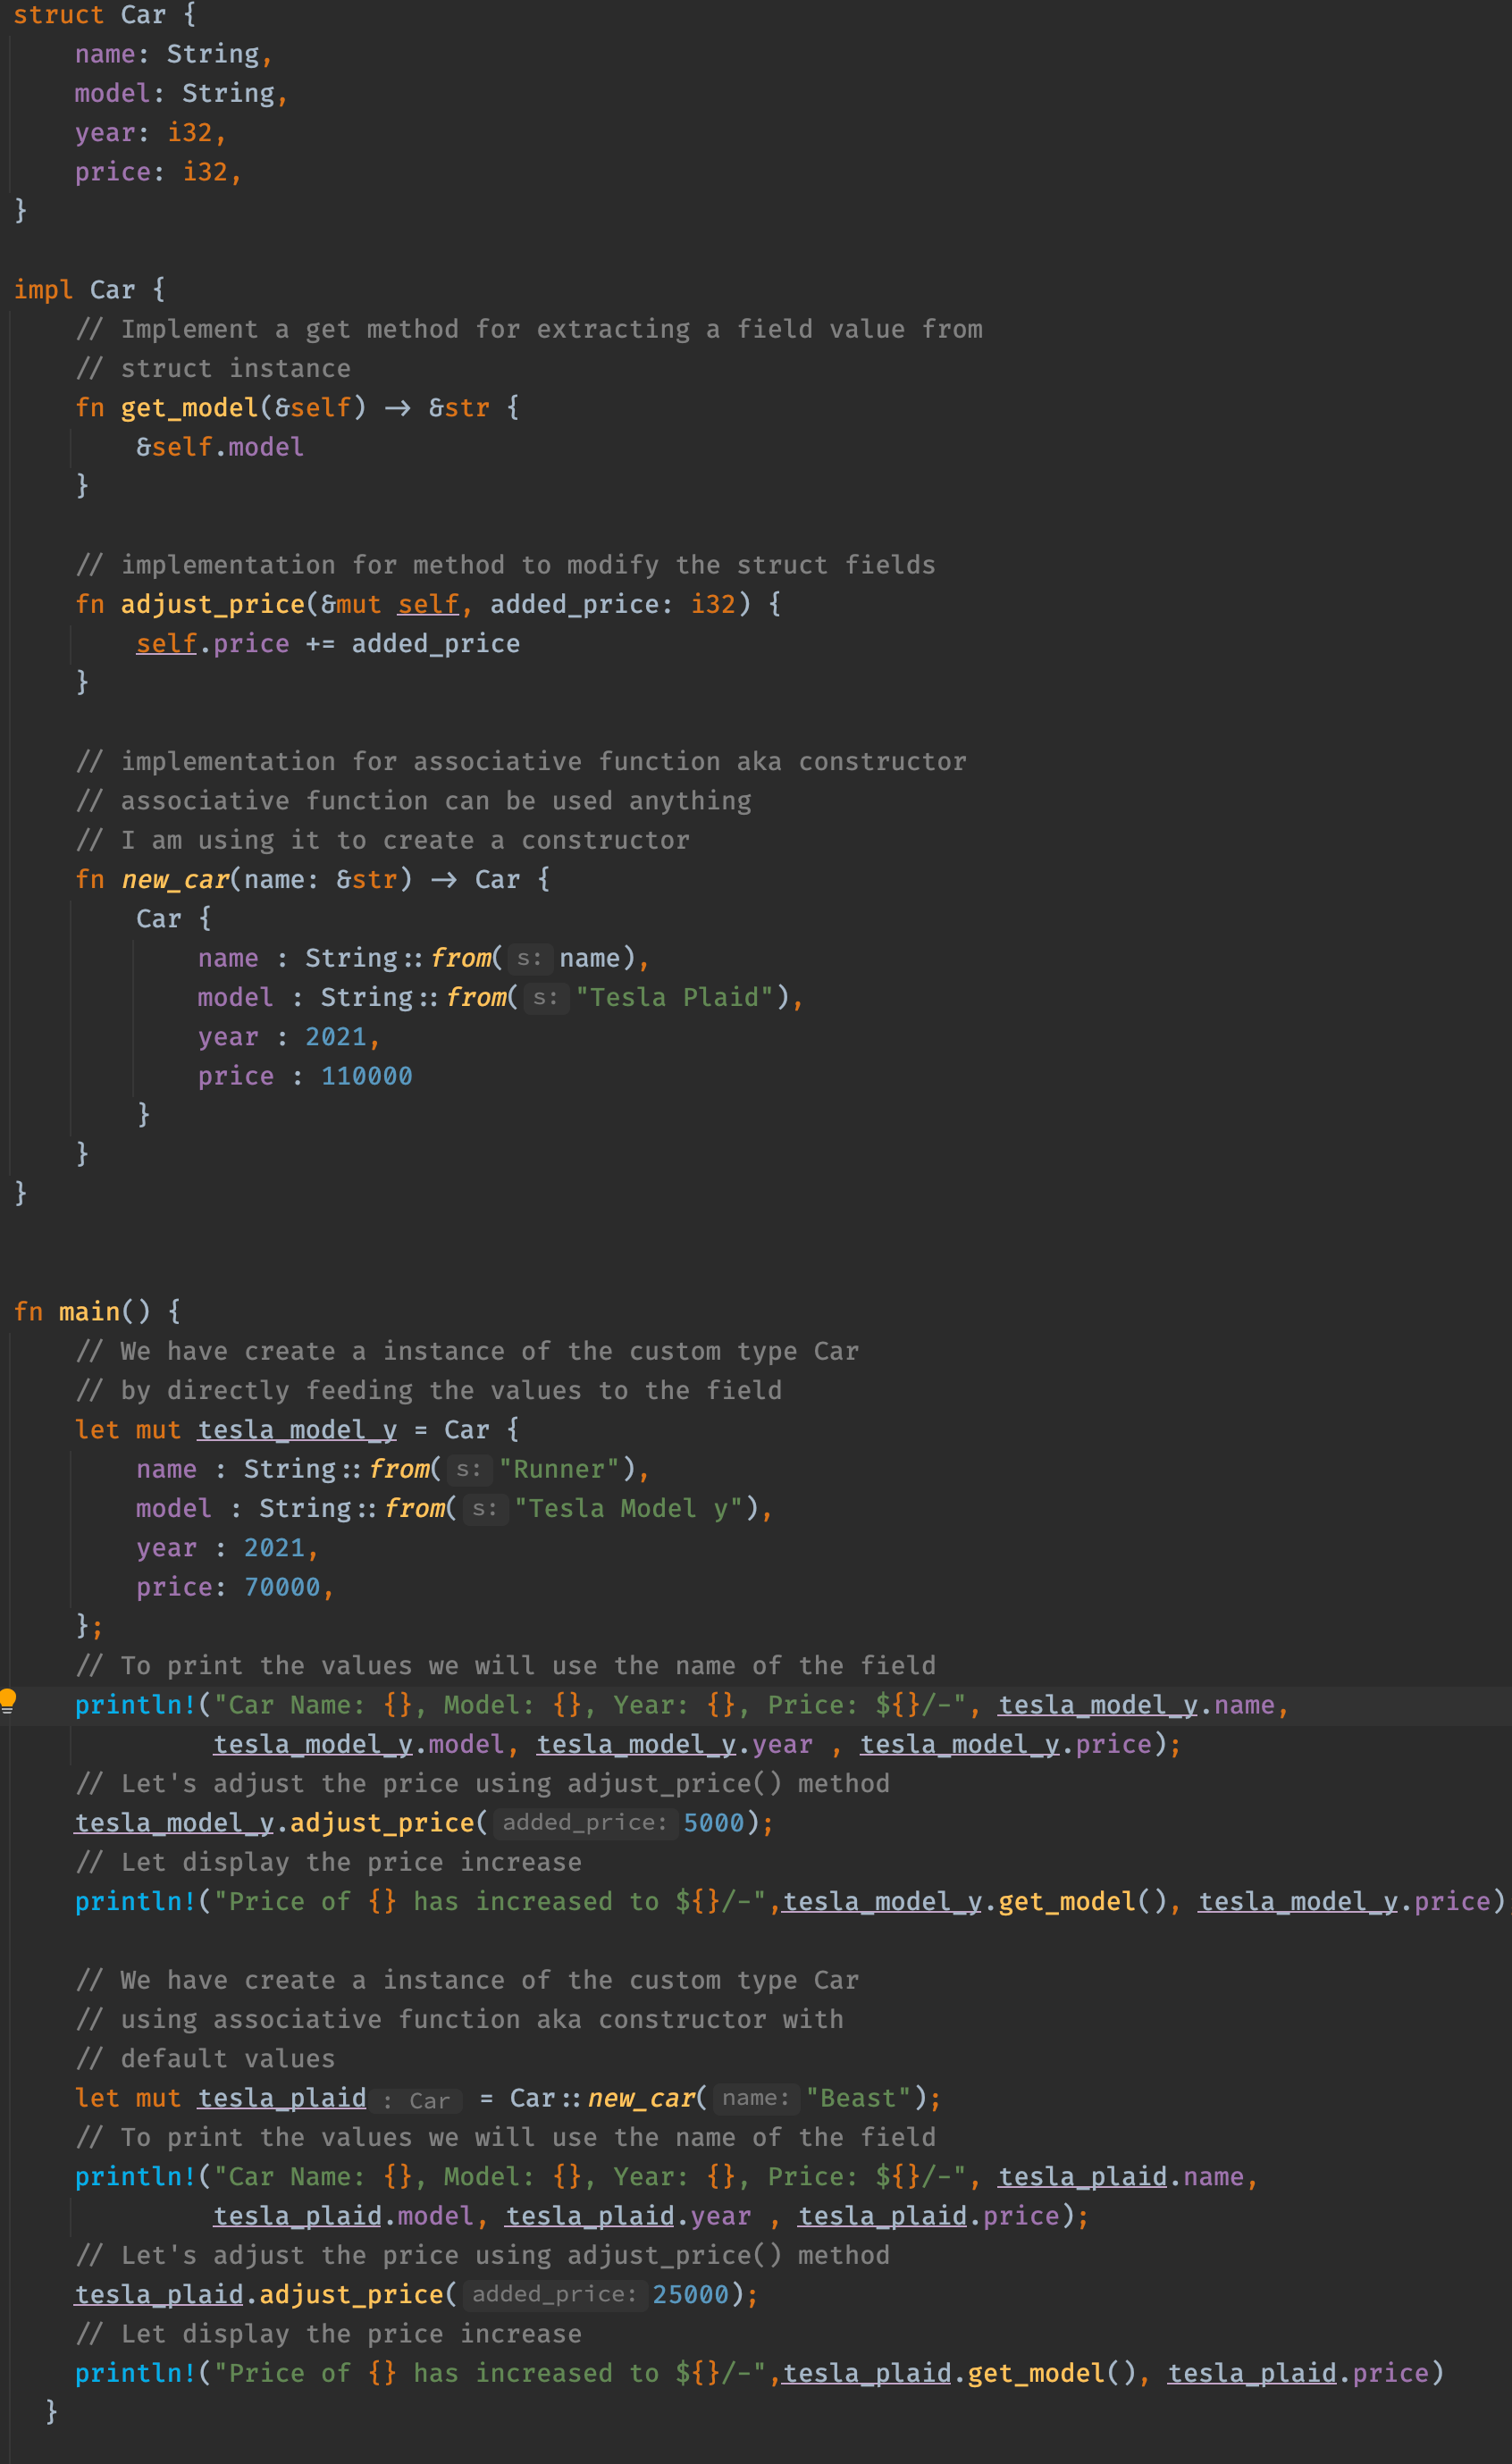 struct Car {
    name: String,
    model: String,
    year: i32,
    price: i32,
}

impl Car {
    // Implement a get method for extracting a field value from
    // struct instance
    fn get_model(&self) -> &str {
        &self.model
    }

    // implementation for method to modify the struct fields
    fn adjust_price(&mut self, added_price: i32) {
        self.price += added_price
    }

    // implementation for associative function aka constructor
    // associative function can be used anything
    // I am using it to create a constructor
    fn new_car(name: &str) -> Car {
        Car {
            name : String::from( s: name),
            model : String::from( s: "Tesla Plaid"),
            year : 2021,
            price : 110000
        }
    }
}

fn main() {
    // We have create a instance of the custom type Car
    // by directly feeding the values to the field
    let mut tesla_model_y = Car {
        name : String::from( s: "Runner"),
        model : String::from( s: "Tesla Model y"),
        year : 2021,
        price: 70000,
    };
    // To print the values we will use the name of the field
    println!("Car Name: {}, Model: {}, Year: {}, Price: ${}/-", tesla_model_y.name,
             tesla_model_y.model, tesla_model_y.year , tesla_model_y.price);
    // Let's adjust the price using adjust_price() method
    tesla_model_y.adjust_price( added_price: 5000);
    // Let display the price increase
    println!("Price of {} has increased to ${}/-",tesla_model_y.get_model(), tesla_model_y.price)

    // We have create a instance of the custom type Car
    // using associative function aka constructor with
    // default values
    let mut tesla_plaid : Car = Car::new_car( name: "Beast");
    // To print the values we will use the name of the field
    println!("Car Name: {}, Model: {}, Year: {}, Price: ${}/-", tesla_plaid.name,
             tesla_plaid.model, tesla_plaid.year , tesla_plaid.price);
    // Let's adjust the price using adjust_price() method
    tesla_plaid.adjust_price( added_price: 25000);
    // Let display the price increase
    println!("Price of {} has increased to ${}/-",tesla_plaid.get_model(), tesla_plaid.price)
  }